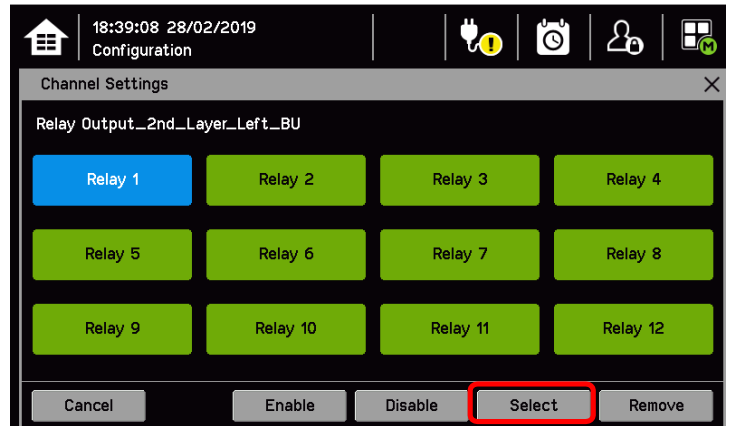 18:39:08 28/02/2019
Configuration
M
Channel Settings
Relay Output_2nd_Layer_Left_BU
Relay 1 Relay 2 Relay 3 Relay 4
Relay 5 Relay 6 Relay 7 Relay 8
Relay 9 Relay 10 Relay 11 Relay 12
Cancel Enable Disable Select Remove